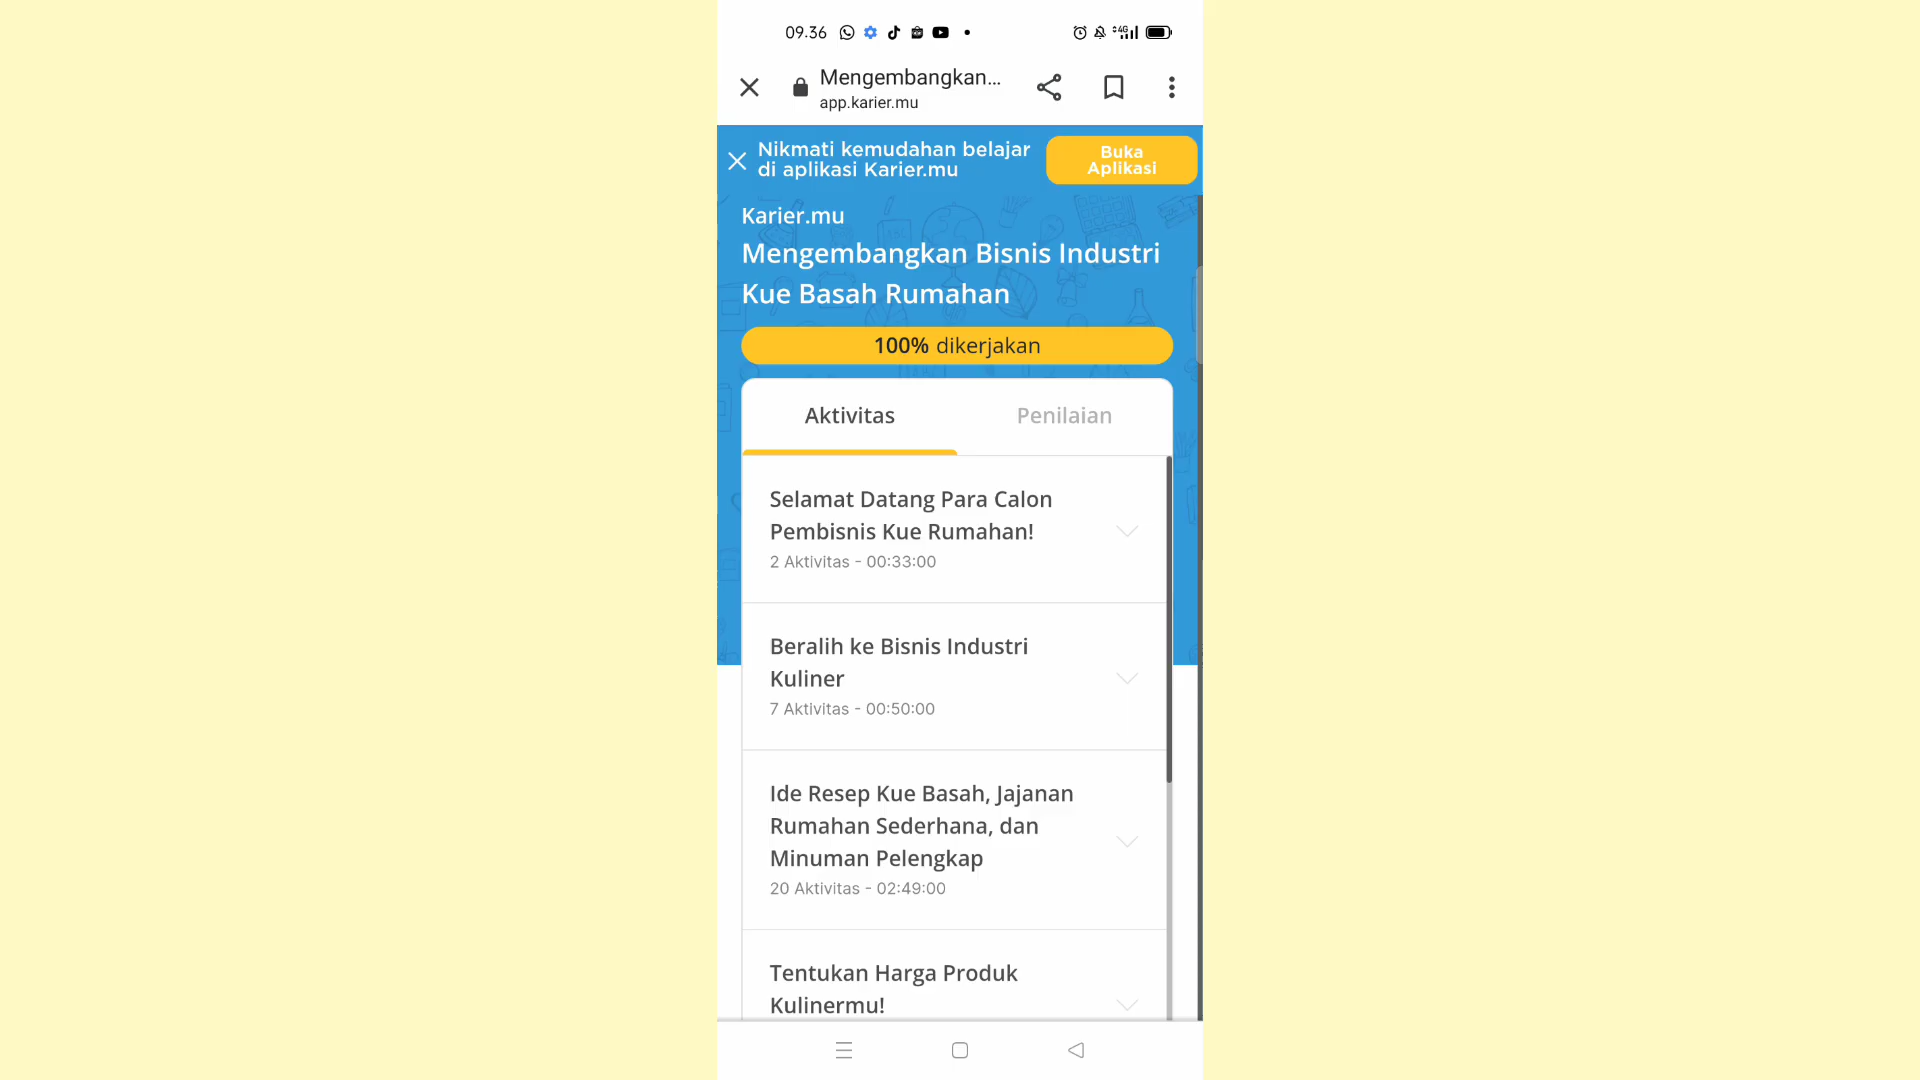 09.36
4G
Mengembangkan...
app.karier.mu
Nikmati kemudahan belajar
di aplikasi Karier.mu
Buka
Aplikasi
Karier.mu
Mengembangkan Bisnis Industri
Kue Basah Rumahan
100% dikerjakan
Aktivitas
Penilaian
Selamat Datang Para Calon
Pembisnis Kue Rumahan!
2 Aktivitas - 00:33:00
Beralih ke Bisnis Industri
Kuliner
7 Aktivitas - 00:50:00
Ide Resep Kue Basah, Jajanan
Rumahan Sederhana, dan
Minuman Pelengkap
20 Aktivitas - 02:49:00
Tentukan Harga Produk
Kulinermu!